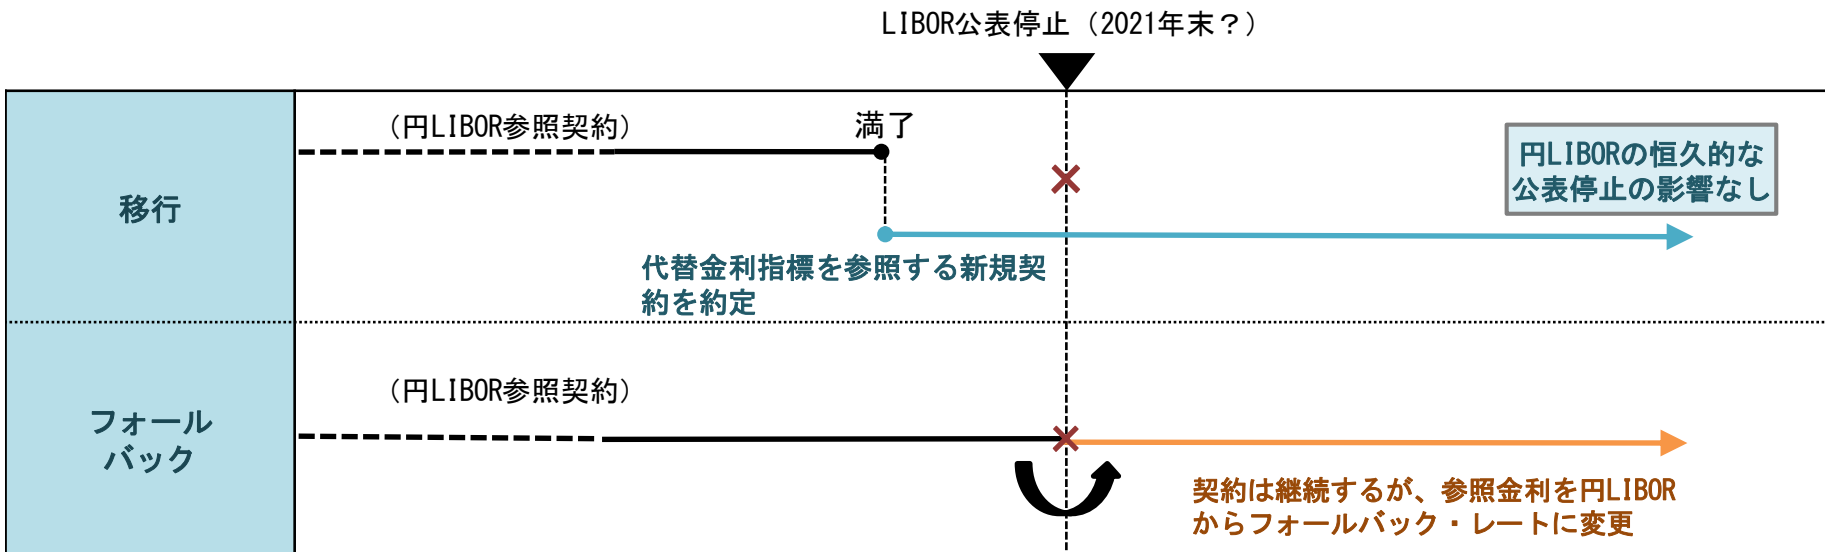 LIBOR公表停止（2021年末？）
（円LIBOR参照契約）
満了
円LIBORの恒久的な
公表停止の影響なし
移行
代替金利指標を参照する新規契
約を約定
（円LIBOR参照契約）
フォール
バック
契約は継続するが、参照金利を円LIBOR
からフォールバック・レートに変更